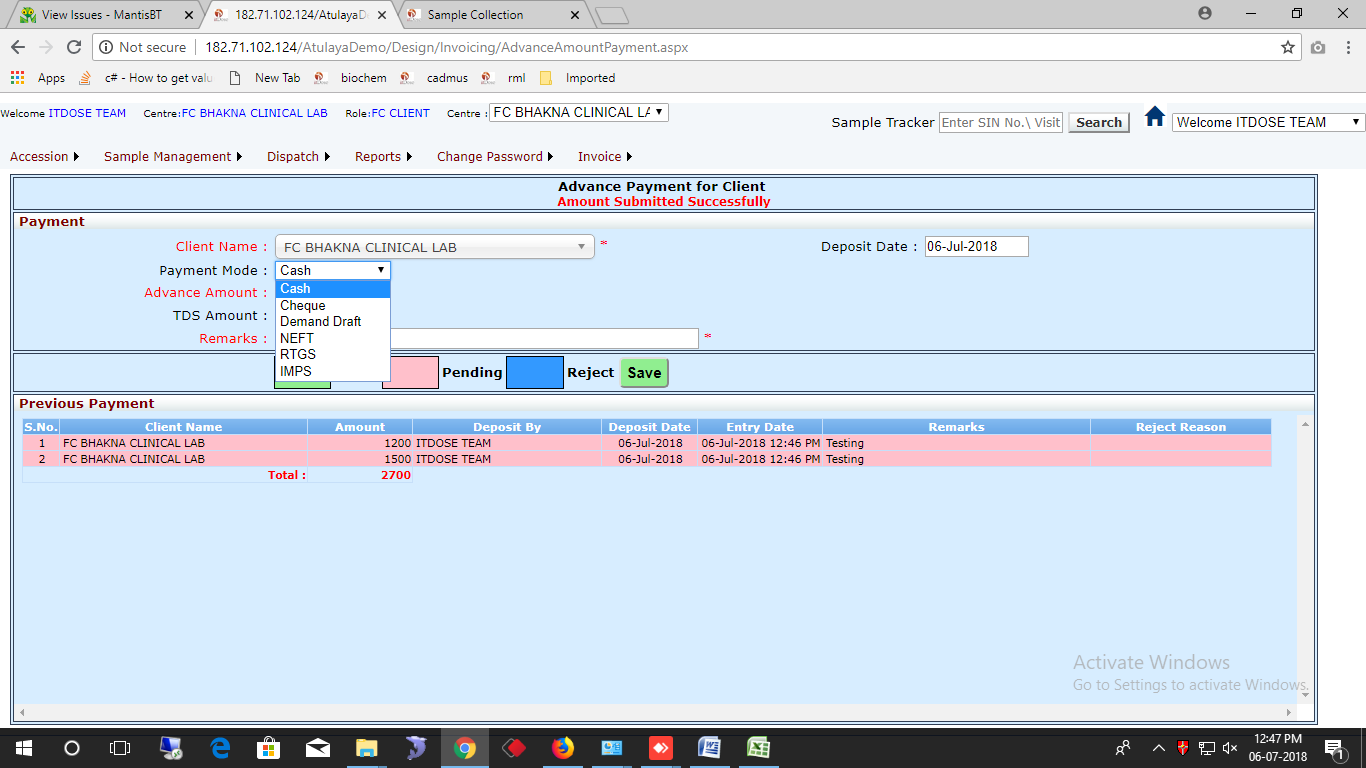 View Issues - MantisBT
182.71.102.124/AtulayaD
Sample Collection
Not secure 182.71.102.124/AtulayaDemo/Design/Invoicing/AdvanceAmountPayment.aspx
Apps c# - How to get valu New Tab biochem cadmus rml Imported
Welcome ITDOSE TEAM Centre:FC BHAKNA CLINICAL LAB Role:FC CLIENT Centre : FC BHAKNA CLINICAL LA
Sample Tracker Enter SIN No.\ Visit Search Welcome ITDOSE TEAM
Accession Sample Management Dispatch Reports Change Password Invoice
Advance Payment for Client
Amount Submitted Successfully
Payment
Client Name : FC BHAKNA CLINICAL LAB * Deposit Date : 06-Jul-2018
Payment Mode : Cash
Cash
Advance Amount :
Cheque
TDS Amount :
Demand Draft
Remarks : *
NEFT
RTGS
IMPS
Pending Reject Save
Previous Payment
S.No. Client Name Amount Deposit By Deposit Date Entry Date Remarks Reject Reason
1 FC BHAKNA CLINICAL LAB 1200 ITDOSE TEAM 06-Jul-2018 06-Jul-2018 12:46 PM Testing
2 FC BHAKNA CLINICAL LAB 1500 ITDOSE TEAM 06-Jul-2018 06-Jul-2018 12:46 PM Testing
Total : 2700
Activate Windows
Go to Settings to activate Windows.
12:47 PM
06-07-2018
1